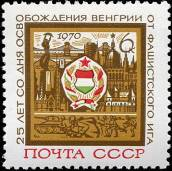 25 ЛЕТ СО ДНЯ ОСВОБОЖДЕНИЯ ВЕНГРИИ ОТ ФАШИСТСКОГО ИГА
1970
6к
ПОЧТА СССР